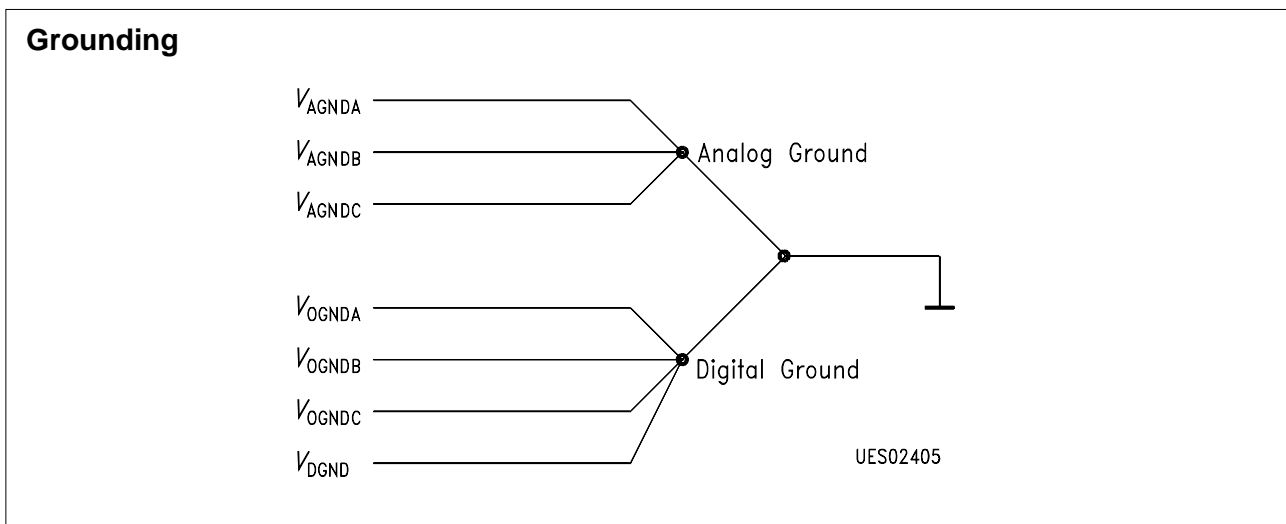 Grounding
VAGNDA
VAGNDB
Analog Ground
VAGNDC
VOGNDA
VOGNDB
Digital Ground
VOGNDC
VDGND
UES02405